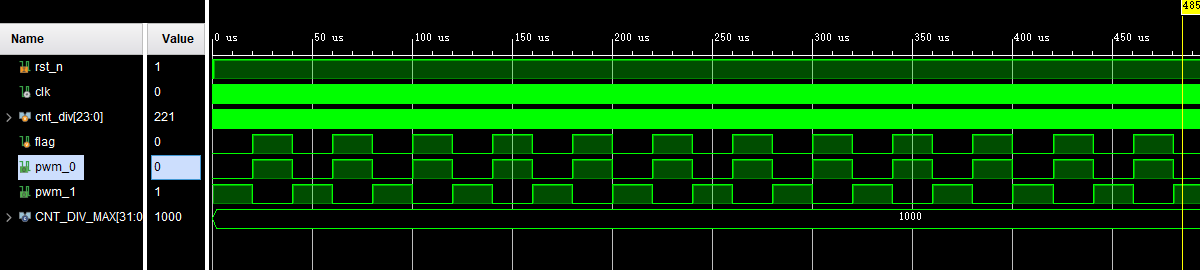 485
Name Value
0 us 50 us 100 us 150 us 200 us 250 us 300 us 350 us 400 us 450 us
rst_n 1
clk 0
cnt_div[23:0] 221
flag 0
pwm_0 0
pwm_1 1
CNT_DIV_MAX[31:0 1000 1000